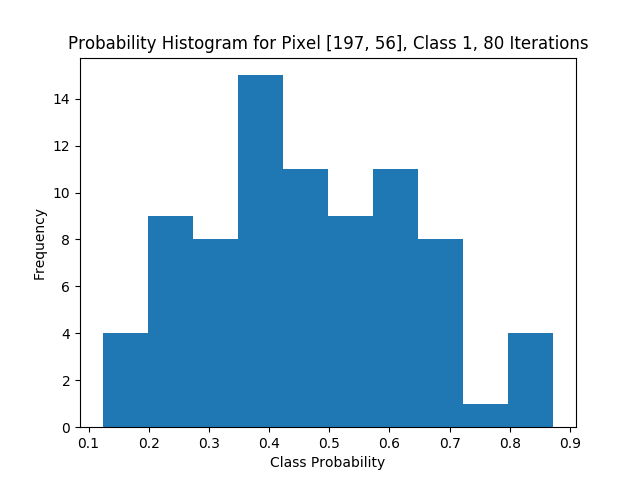 Probability Histogram for Pixel [197, 56], Class 1, 80 Iterations
14
12
10
8
6
4
2
0
Frequency
0.1 0.2 0.3 0.4 0.5 0.6 0.7 0.8 0.9
Class Probability